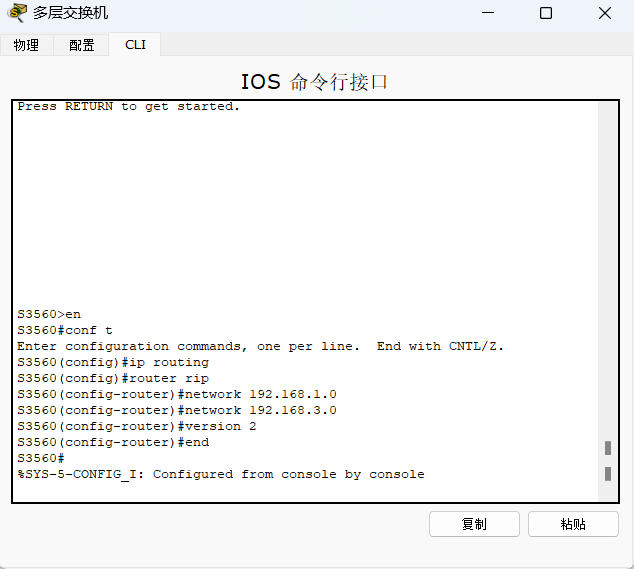 多层交换机
物理 配置 CLI
IOS 命令行接口
Press RETURN to get started.
S3560>en
S3560#conf t
Enter configuration commands, one per line.  End with CNTL/Z.
S3560(config)#ip routing
S3560(config)#router rip
S3560(config-router)#network 192.168.1.0
S3560(config-router)#network 192.168.3.0
S3560(config-router)#version 2
S3560(config-router)#end
S3560#
%SYS-5-CONFIG_I: Configured from console by console
复制 粘贴